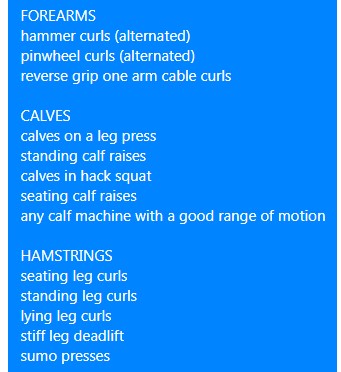 FOREARMS
hammer curls (alternated)
pinwheel curls (alternated)
reverse grip one arm cable curls
CALVES
calves on a leg press
standing calf raises
calves in hack squat
seating calf raises
any calf machine with a good range of motion
HAMSTRINGS
seating leg curls
standing leg curls
lying leg curls
stiff leg deadlift
sumo presses